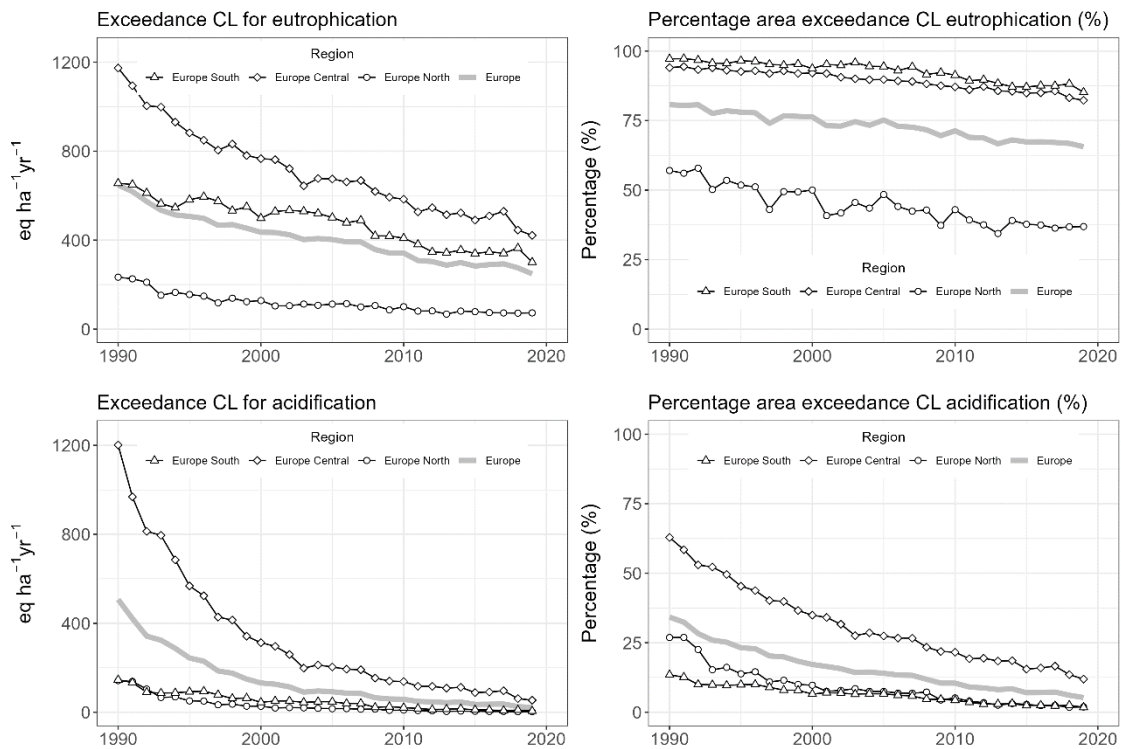 Exceedance CL for eutrophication
Region
Europe South Europe Central Europe North Europe
eq ha⁻¹yr⁻¹
1200
800
400
0
1990 2000 2010 2020
Percentage area exceedance CL eutrophication (%)
Percentage (%)
100
75
50
25
0
Region
Europe South Europe Central Europe North Europe
1990 2000 2010 2020
Exceedance CL for acidification
Region
Europe South Europe Central Europe North Europe
eq ha⁻¹yr⁻¹
1200
800
400
0
1990 2000 2010 2020
Percentage area exceedance CL acidification (%)
Region
Europe South Europe Central Europe North Europe
Percentage (%)
100
75
50
25
0
1990 2000 2010 2020